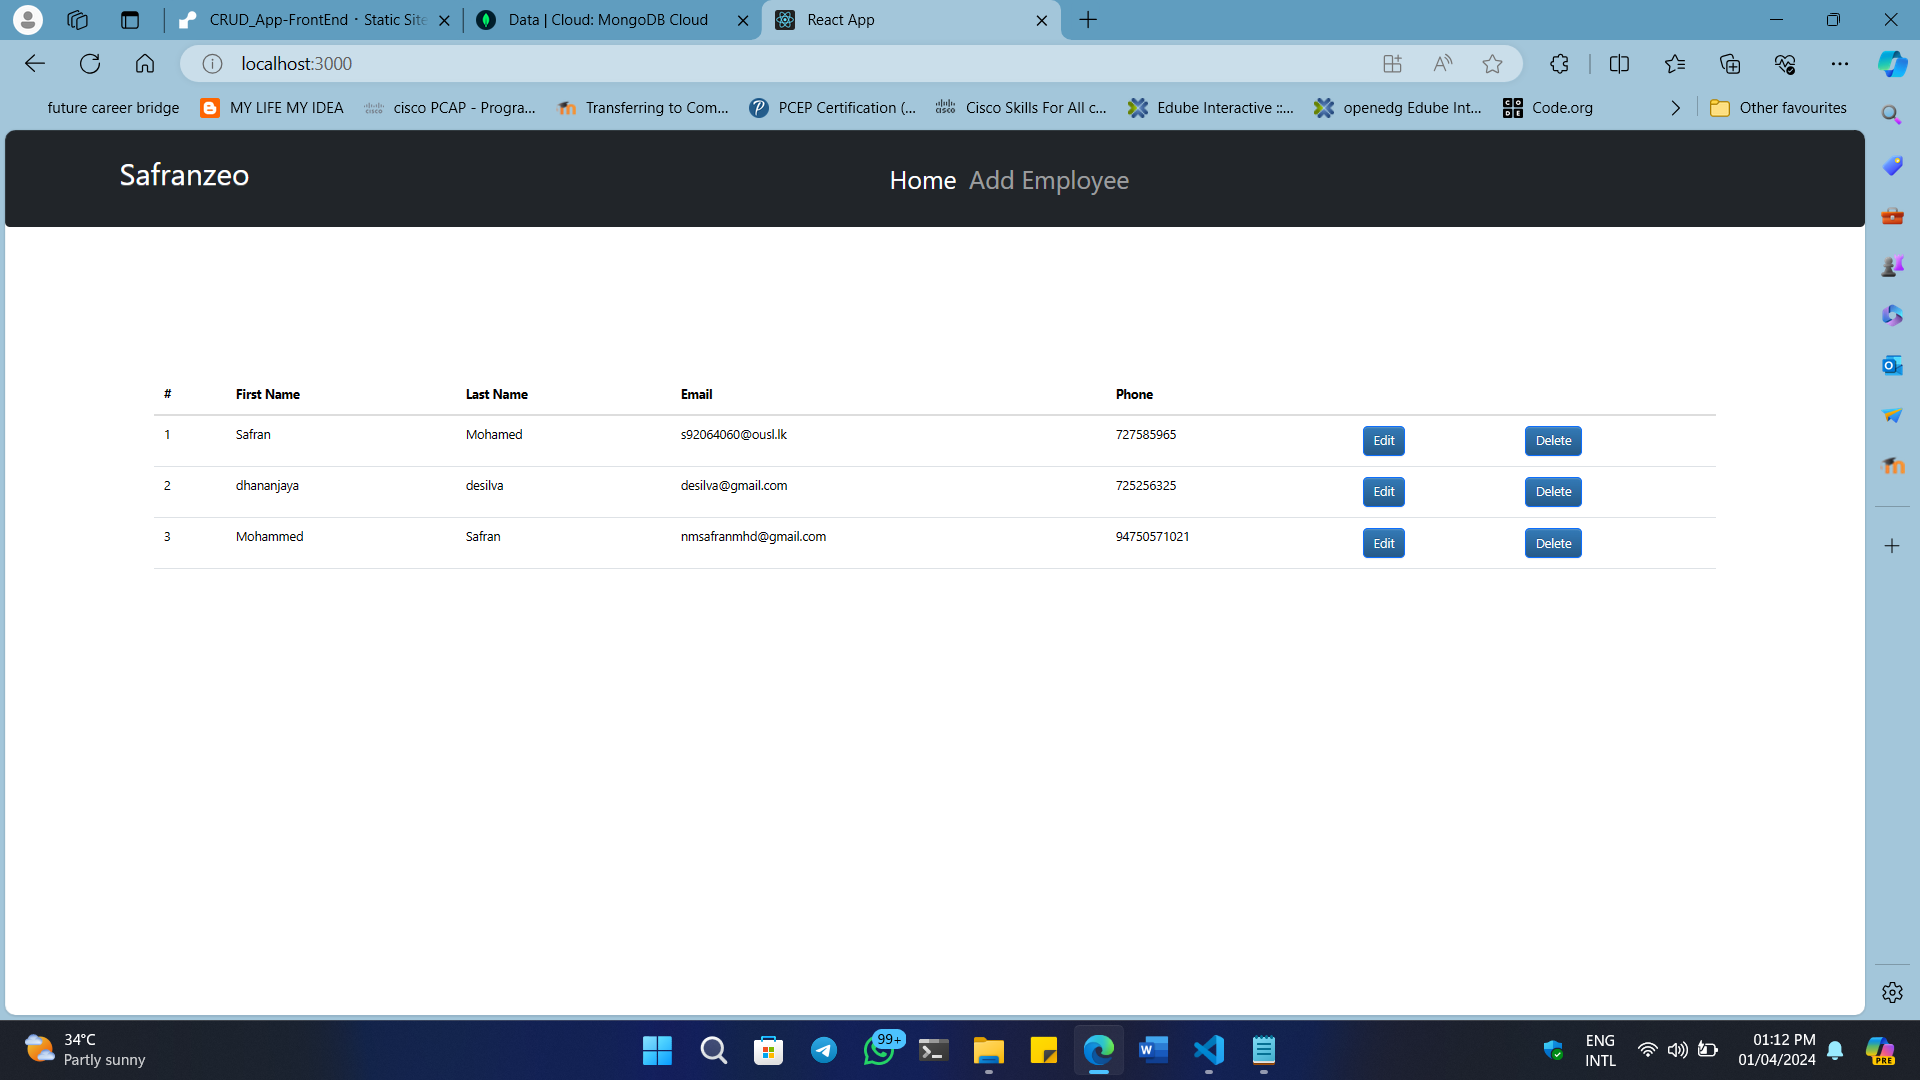 CRUD_App-FrontEnd · Static Site
Data | Cloud: MongoDB Cloud
React App
localhost:3000
future career bridge
MY LIFE MY IDEA
cisco PCAP - Progra...
Transferring to Com...
PCEP Certification (...
Cisco Skills For All c...
Edube Interactive ::...
openedg Edube Int...
Code.org
Other favourites
Safranzeo
Home Add Employee
# First Name Last Name Email Phone
1 Safran Mohamed s92064060@ousl.lk 727585965 Edit Delete
2 dhananjaya desilva desilva@gmail.com 725256325 Edit Delete
3 Mohammed Safran nmsafranmhd@gmail.com 94750571021 Edit Delete
34°C
Partly sunny
99+
ENG
INTL
01:12 PM
01/04/2024
PRE